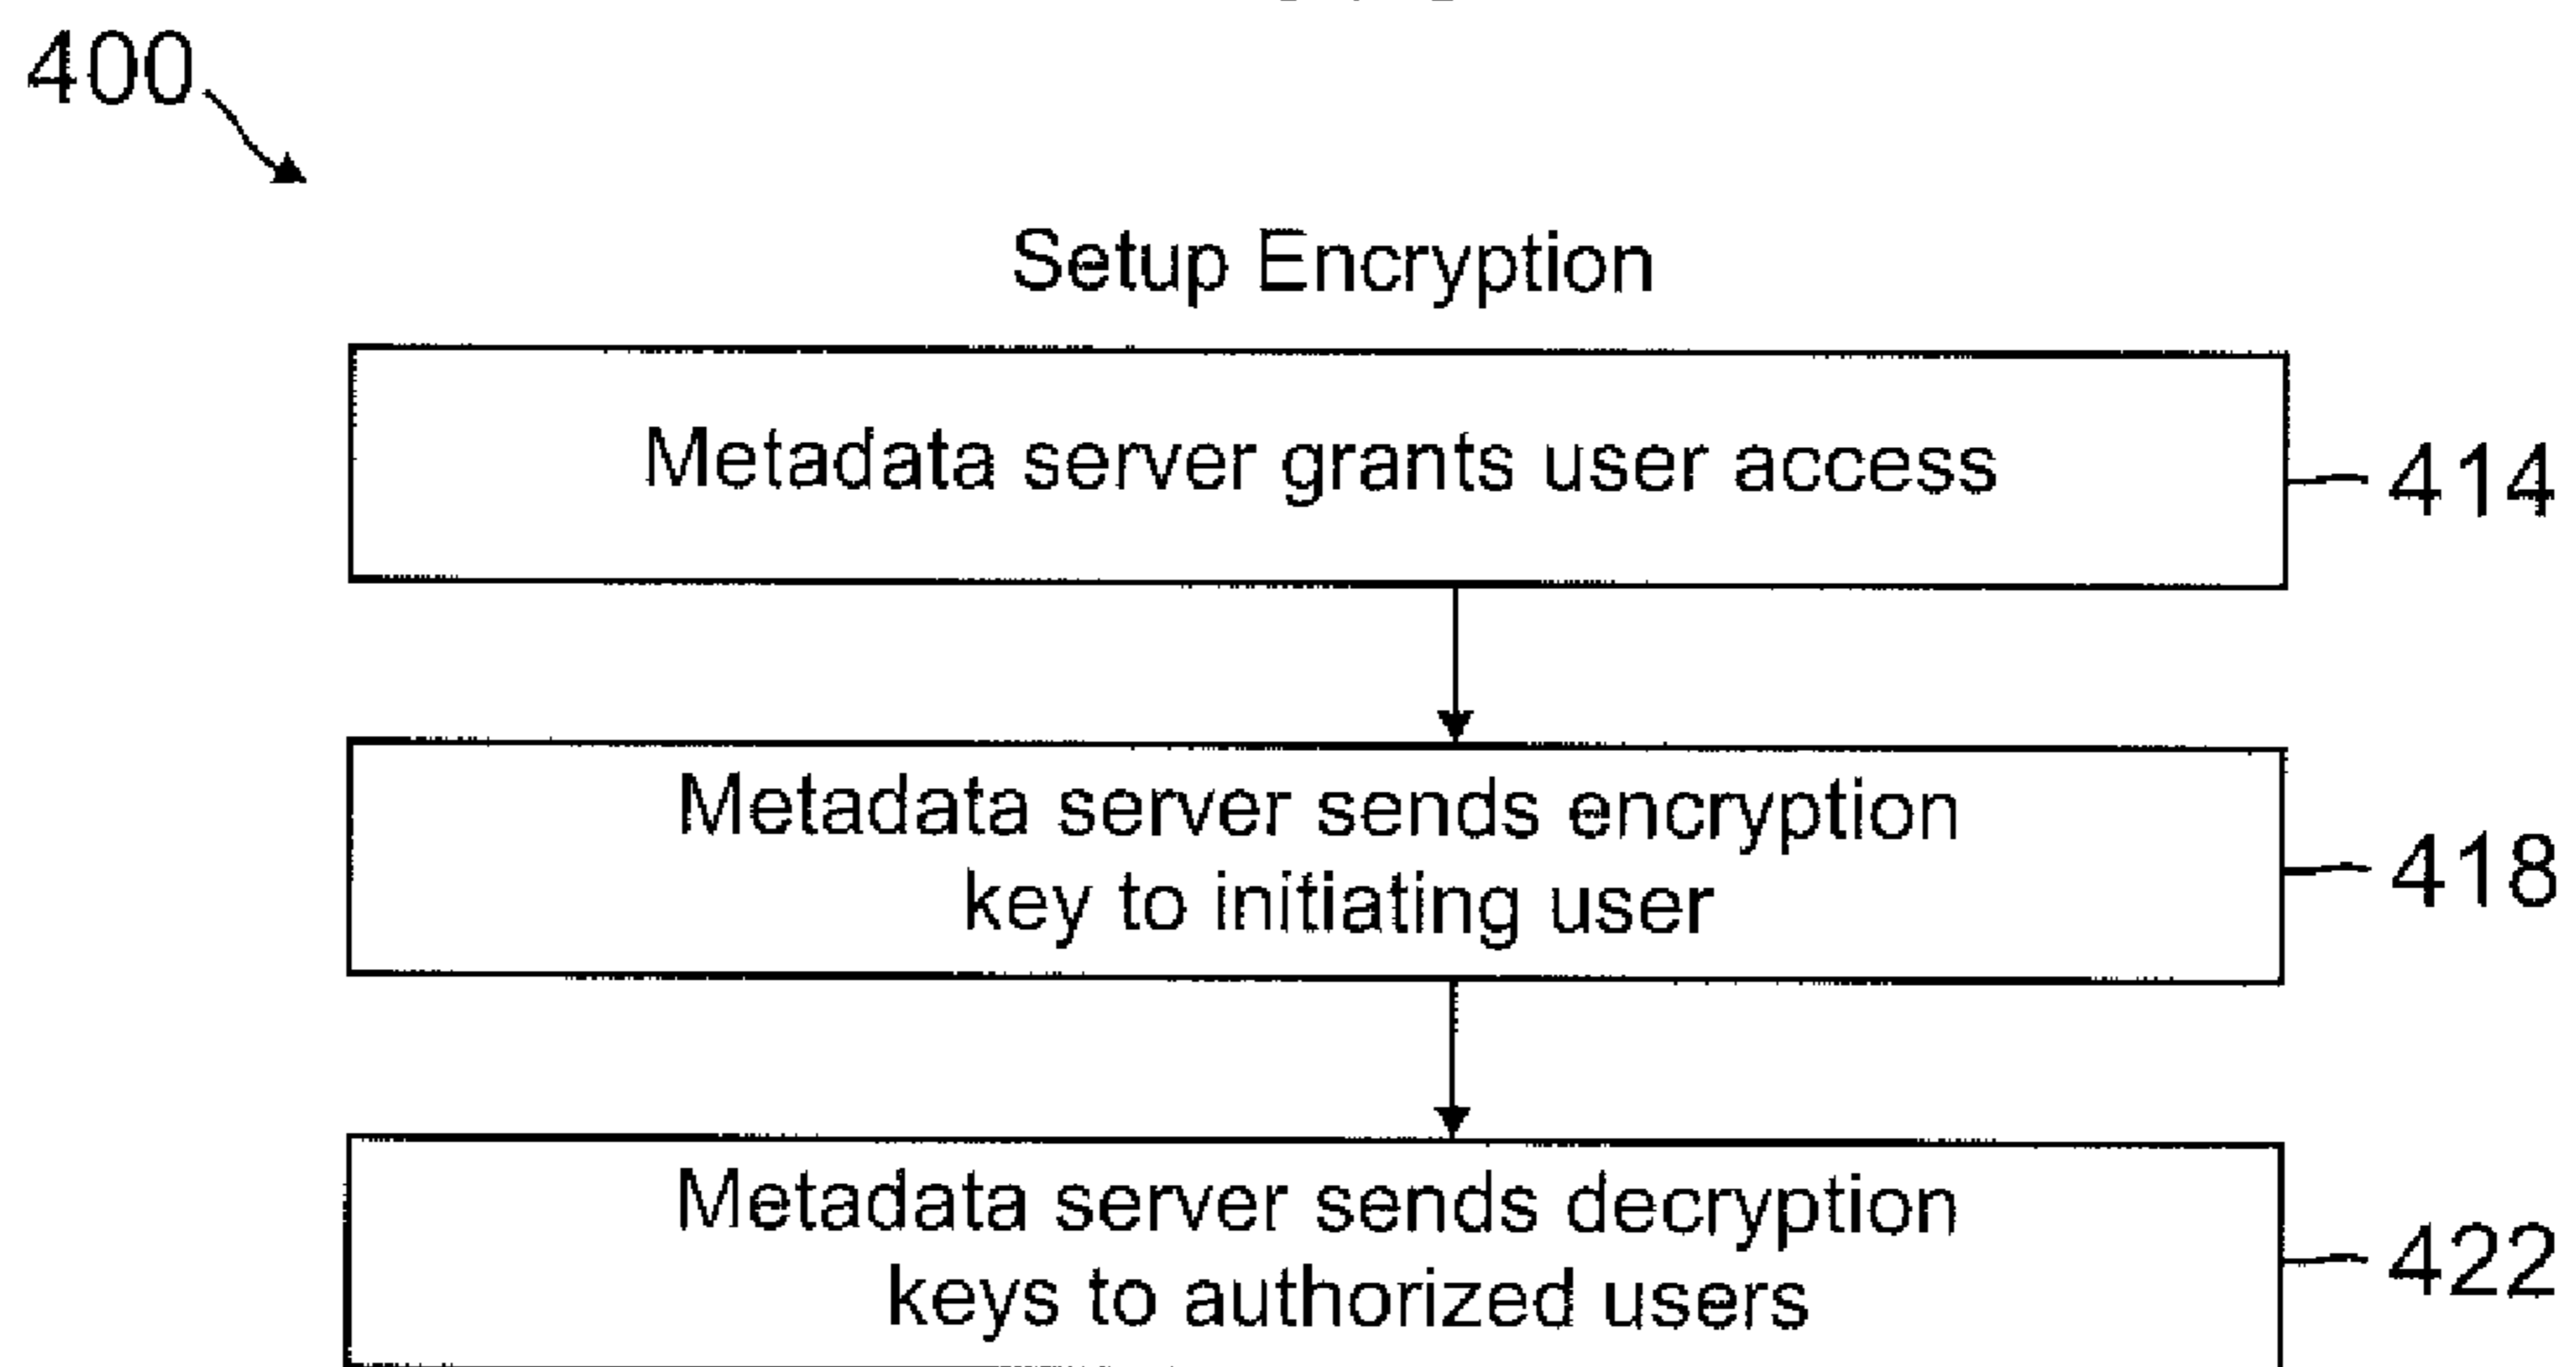 400
Setup Encryption
Metadata server grants user access
414
Metadata server sends encryption
key to initiating user
418
Metadata server sends decryption
keys to authorized users
422